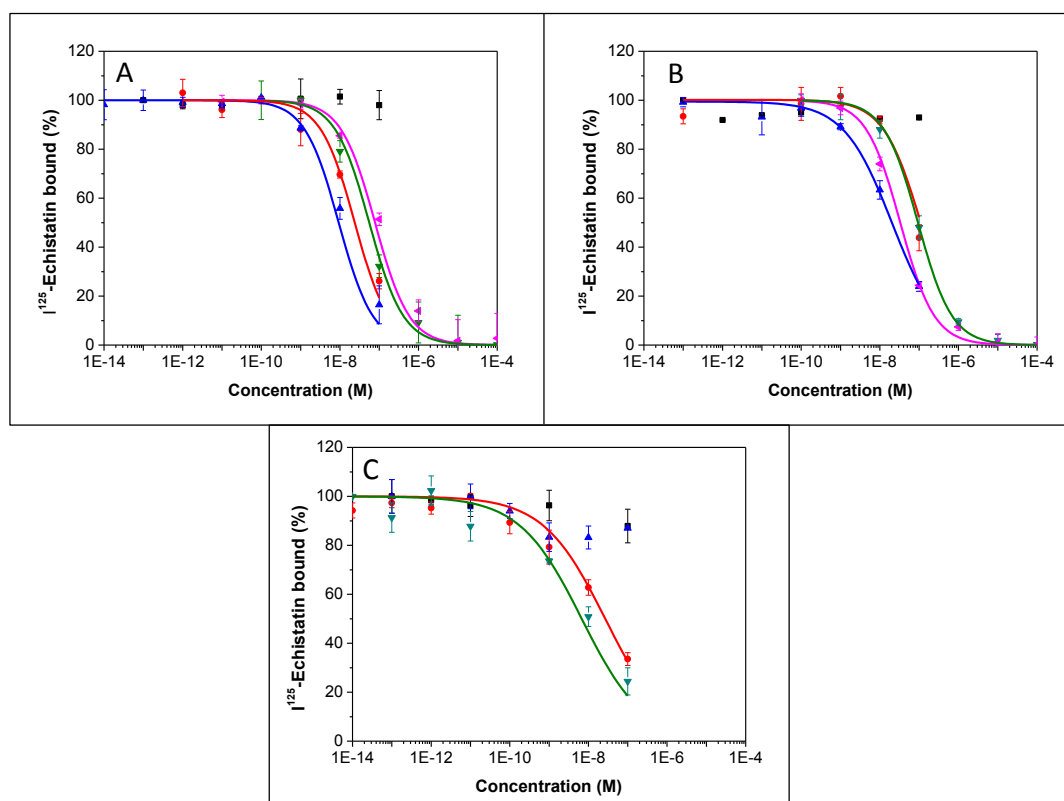 A
I¹²⁵-Echistatin bound (%)
120
100
80
60
40
20
0
1E-14 1E-12 1E-10 1E-8 1E-6 1E-4
Concentration (M)
B
I¹²⁵-Echistatin bound (%)
120
100
80
60
40
20
0
1E-14 1E-12 1E-10 1E-8 1E-6 1E-4
Concentration (M)
C
I¹²⁵-Echistatin bound (%)
120
100
80
60
40
20
0
1E-14 1E-12 1E-10 1E-8 1E-6 1E-4
Concentration (M)